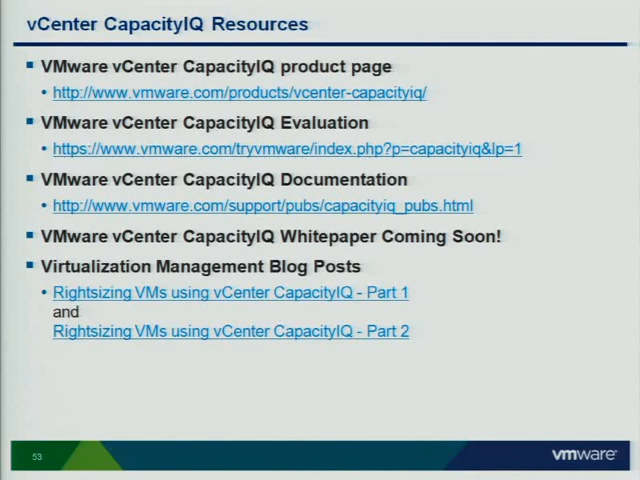 vCenter CapacityIQ Resources
VMware vCenter CapacityIQ product page
http://www.vmware.com/products/vcenter-capacityiq/
VMware vCenter CapacityIQ Evaluation
https://www.vmware.com/tryvmware/index.php?p=capacityiq&lp=1
VMware vCenter CapacityIQ Documentation
http://www.vmware.com/support/pubs/capacityiq_pubs.html
VMware vCenter CapacityIQ Whitepaper Coming Soon!
Virtualization Management Blog Posts
Rightsizing VMs using vCenter CapacityIQ - Part 1
and
Rightsizing VMs using vCenter CapacityIQ - Part 2
53
vmware